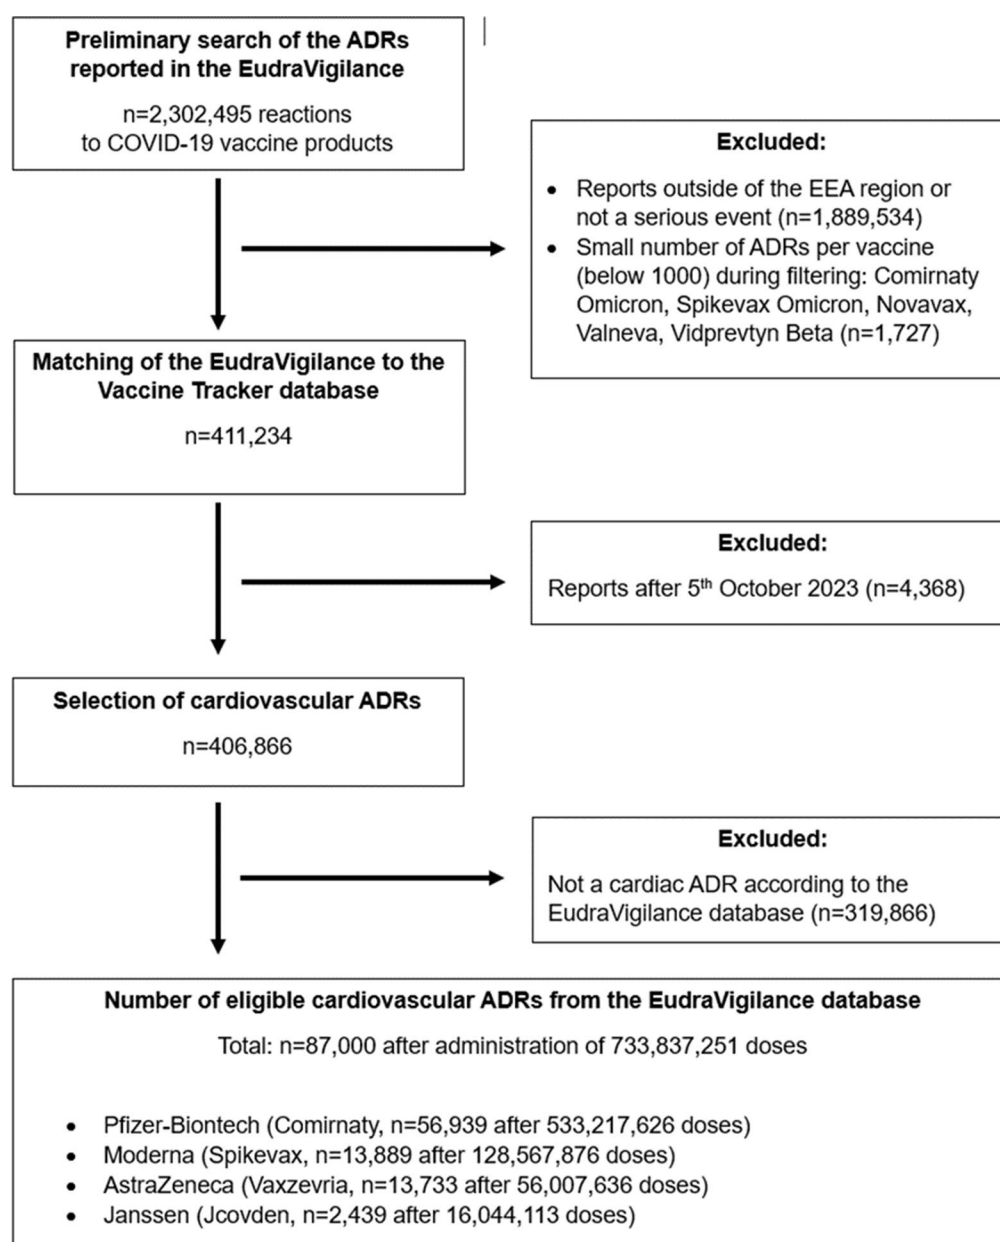 Preliminary search of the ADRs
reported in the EudraVigilance
n=2,302,495 reactions
to COVID-19 vaccine products
Excluded:
• Reports outside of the EEA region or
not a serious event (n=1,889,534)
• Small number of ADRs per vaccine
(below 1000) during filtering: Comirnaty
Omicron, Spikevax Omicron, Novavax,
Valneva, Vidprevtyn Beta (n=1,727)
Matching of the EudraVigilance to the
Vaccine Tracker database
n=411,234
Excluded:
Reports after 5th October 2023 (n=4,368)
Selection of cardiovascular ADRs
n=406,866
Excluded:
Not a cardiac ADR according to the
EudraVigilance database (n=319,866)
Number of eligible cardiovascular ADRs from the EudraVigilance database
Total: n=87,000 after administration of 733,837,251 doses
• Pfizer-Biontech (Comirnaty, n=56,939 after 533,217,626 doses)
• Moderna (Spikevax, n=13,889 after 128,567,876 doses)
• AstraZeneca (Vaxzevria, n=13,733 after 56,007,636 doses)
• Janssen (Jcovden, n=2,439 after 16,044,113 doses)